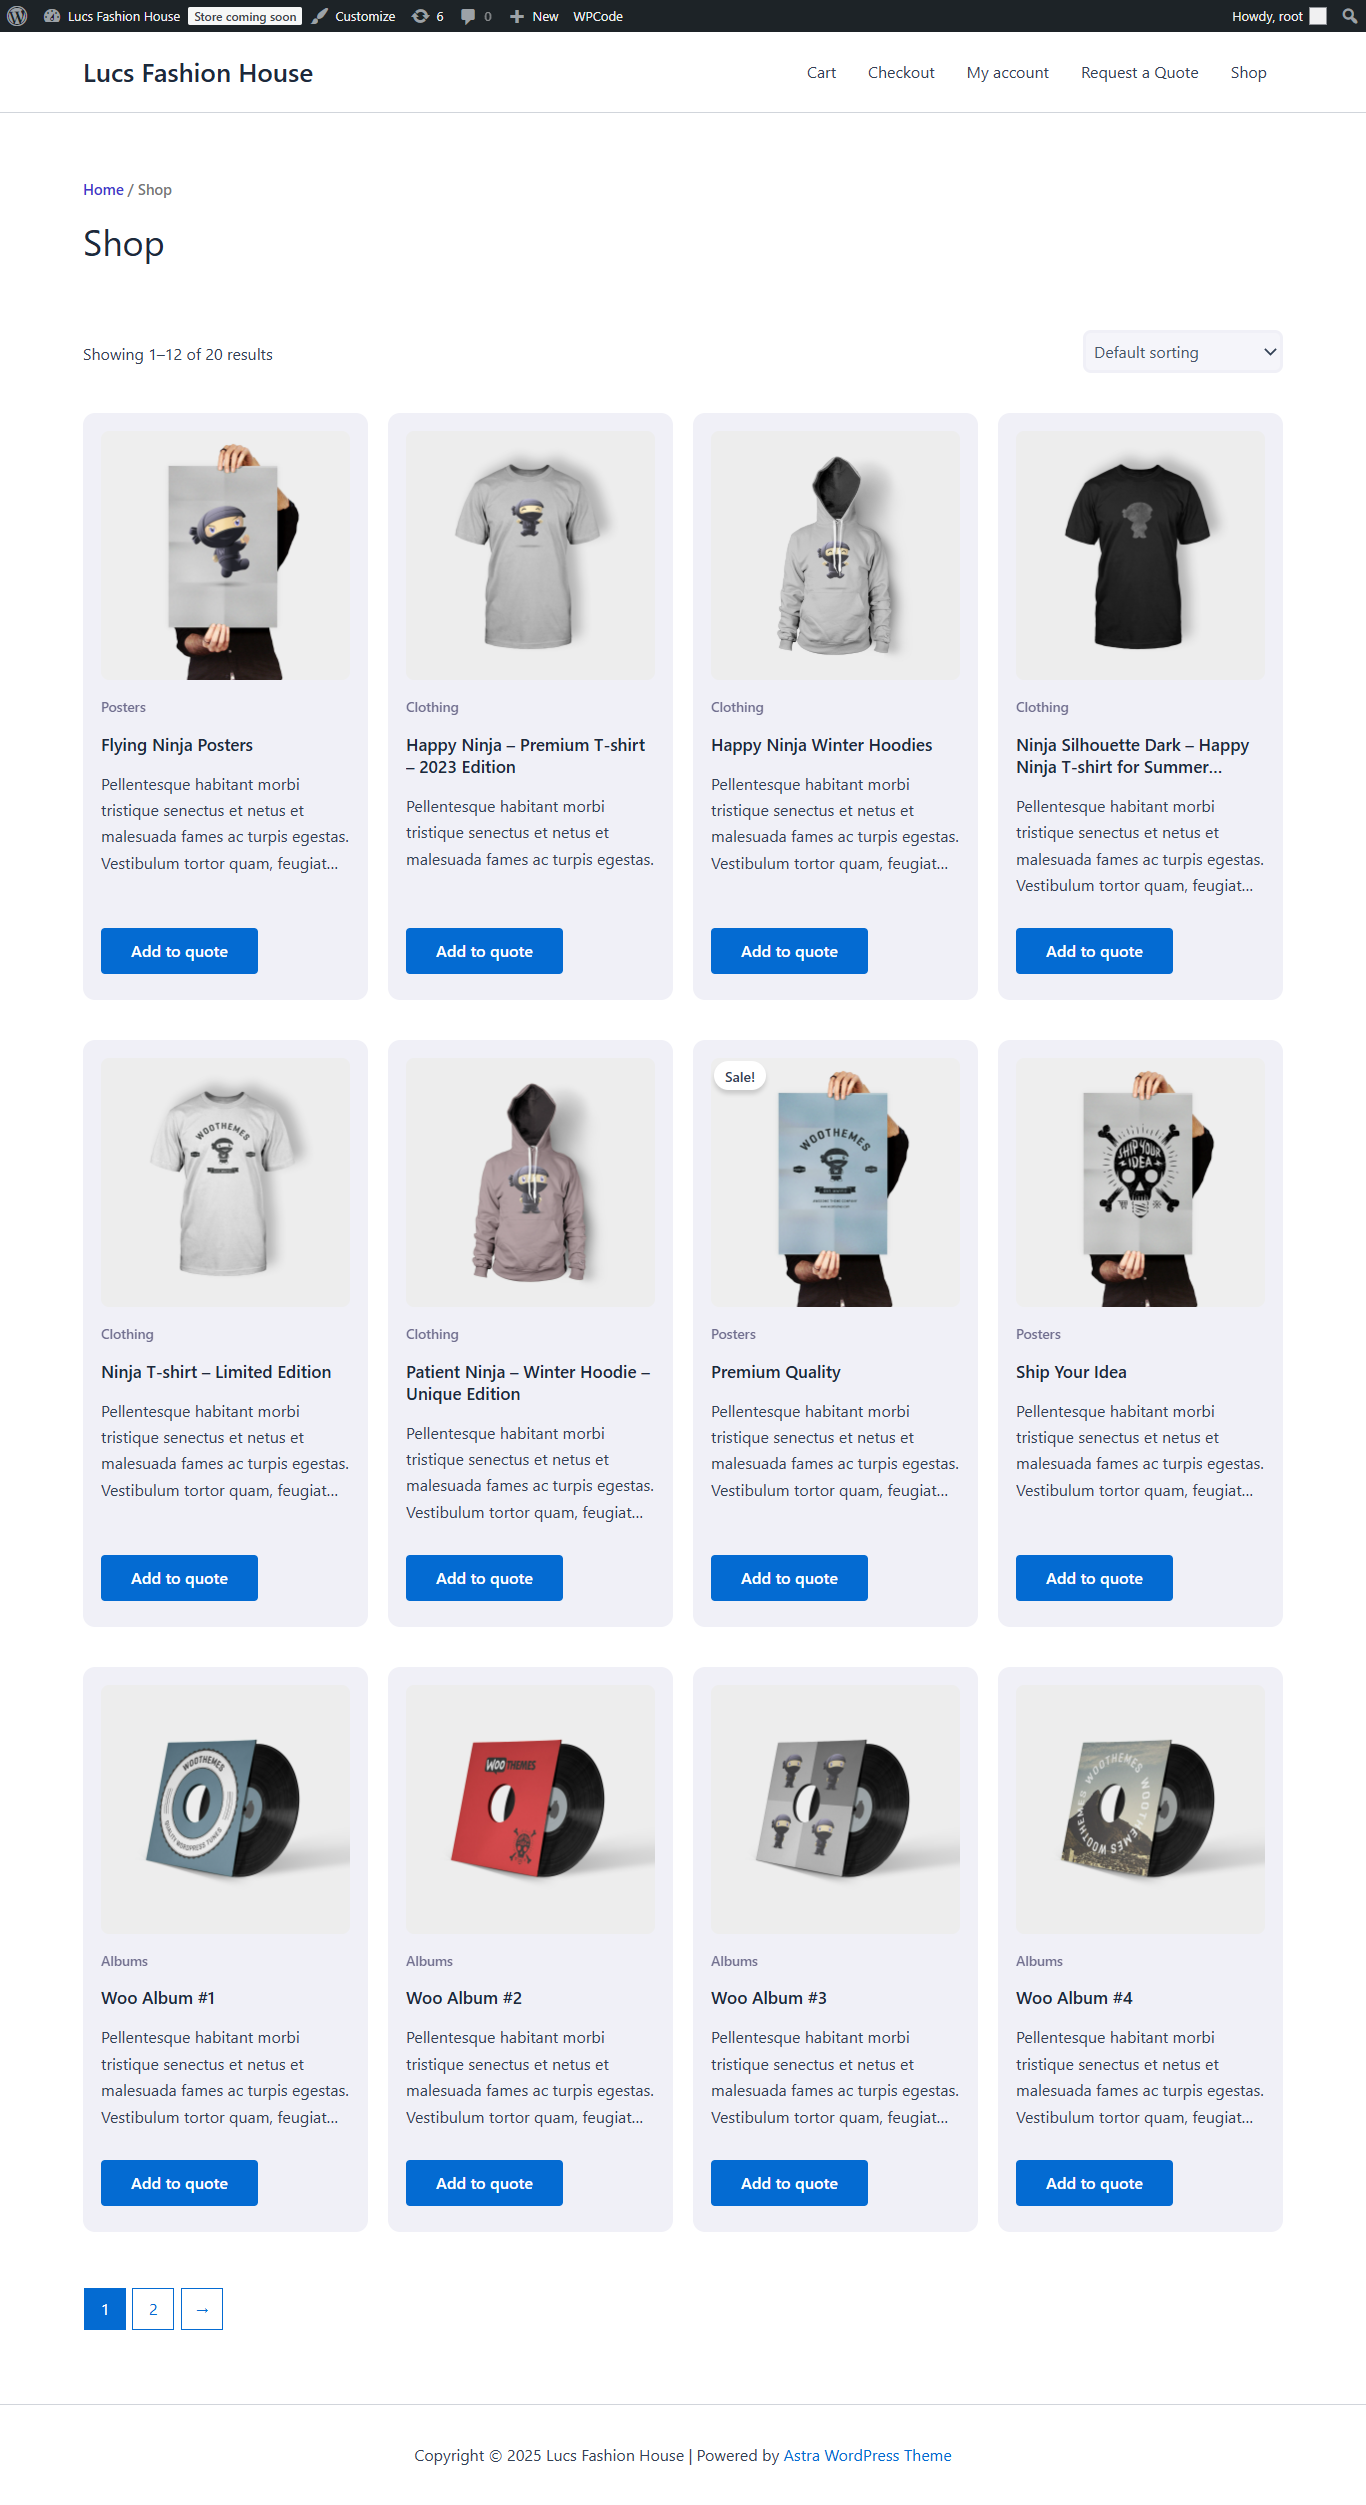 Lucs Fashion House Store coming soon Customize 6 0 New WPCode Howdy, root
Lucs Fashion House Cart Checkout My account Request a Quote Shop
Home / Shop
Shop
Showing 1–12 of 20 results Default sorting
Posters
Flying Ninja Posters
Pellentesque habitant morbi
tristique senectus et netus et
malesuada fames ac turpis egestas.
Vestibulum tortor quam, feugiat...
Add to quote
Clothing
Happy Ninja – Premium T-shirt
– 2023 Edition
Pellentesque habitant morbi
tristique senectus et netus et
malesuada fames ac turpis egestas.
Add to quote
Clothing
Happy Ninja Winter Hoodies
Pellentesque habitant morbi
tristique senectus et netus et
malesuada fames ac turpis egestas.
Vestibulum tortor quam, feugiat...
Add to quote
Clothing
Ninja Silhouette Dark – Happy
Ninja T-shirt for Summer...
Pellentesque habitant morbi
tristique senectus et netus et
malesuada fames ac turpis egestas.
Vestibulum tortor quam, feugiat...
Add to quote
WOOTHEMES
Clothing
Ninja T-shirt – Limited Edition
Pellentesque habitant morbi
tristique senectus et netus et
malesuada fames ac turpis egestas.
Vestibulum tortor quam, feugiat...
Add to quote
Clothing
Patient Ninja – Winter Hoodie –
Unique Edition
Pellentesque habitant morbi
tristique senectus et netus et
malesuada fames ac turpis egestas.
Vestibulum tortor quam, feugiat...
Add to quote
Sale!
WOOTHEMES
Posters
Premium Quality
Pellentesque habitant morbi
tristique senectus et netus et
malesuada fames ac turpis egestas.
Vestibulum tortor quam, feugiat...
Add to quote
SHIP YOUR
IDEA
Posters
Ship Your Idea
Pellentesque habitant morbi
tristique senectus et netus et
malesuada fames ac turpis egestas.
Vestibulum tortor quam, feugiat...
Add to quote
WOOTHEMES
QUALITY WORDPRESS TUNES
Albums
Woo Album #1
Pellentesque habitant morbi
tristique senectus et netus et
malesuada fames ac turpis egestas.
Vestibulum tortor quam, feugiat...
Add to quote
WOOTHEMES
Albums
Woo Album #2
Pellentesque habitant morbi
tristique senectus et netus et
malesuada fames ac turpis egestas.
Vestibulum tortor quam, feugiat...
Add to quote
Albums
Woo Album #3
Pellentesque habitant morbi
tristique senectus et netus et
malesuada fames ac turpis egestas.
Vestibulum tortor quam, feugiat...
Add to quote
WOOTHEMES WOOTHEMES WOOTHEMES
Albums
Woo Album #4
Pellentesque habitant morbi
tristique senectus et netus et
malesuada fames ac turpis egestas.
Vestibulum tortor quam, feugiat...
Add to quote
1 2 →
Copyright © 2025 Lucs Fashion House | Powered by Astra WordPress Theme